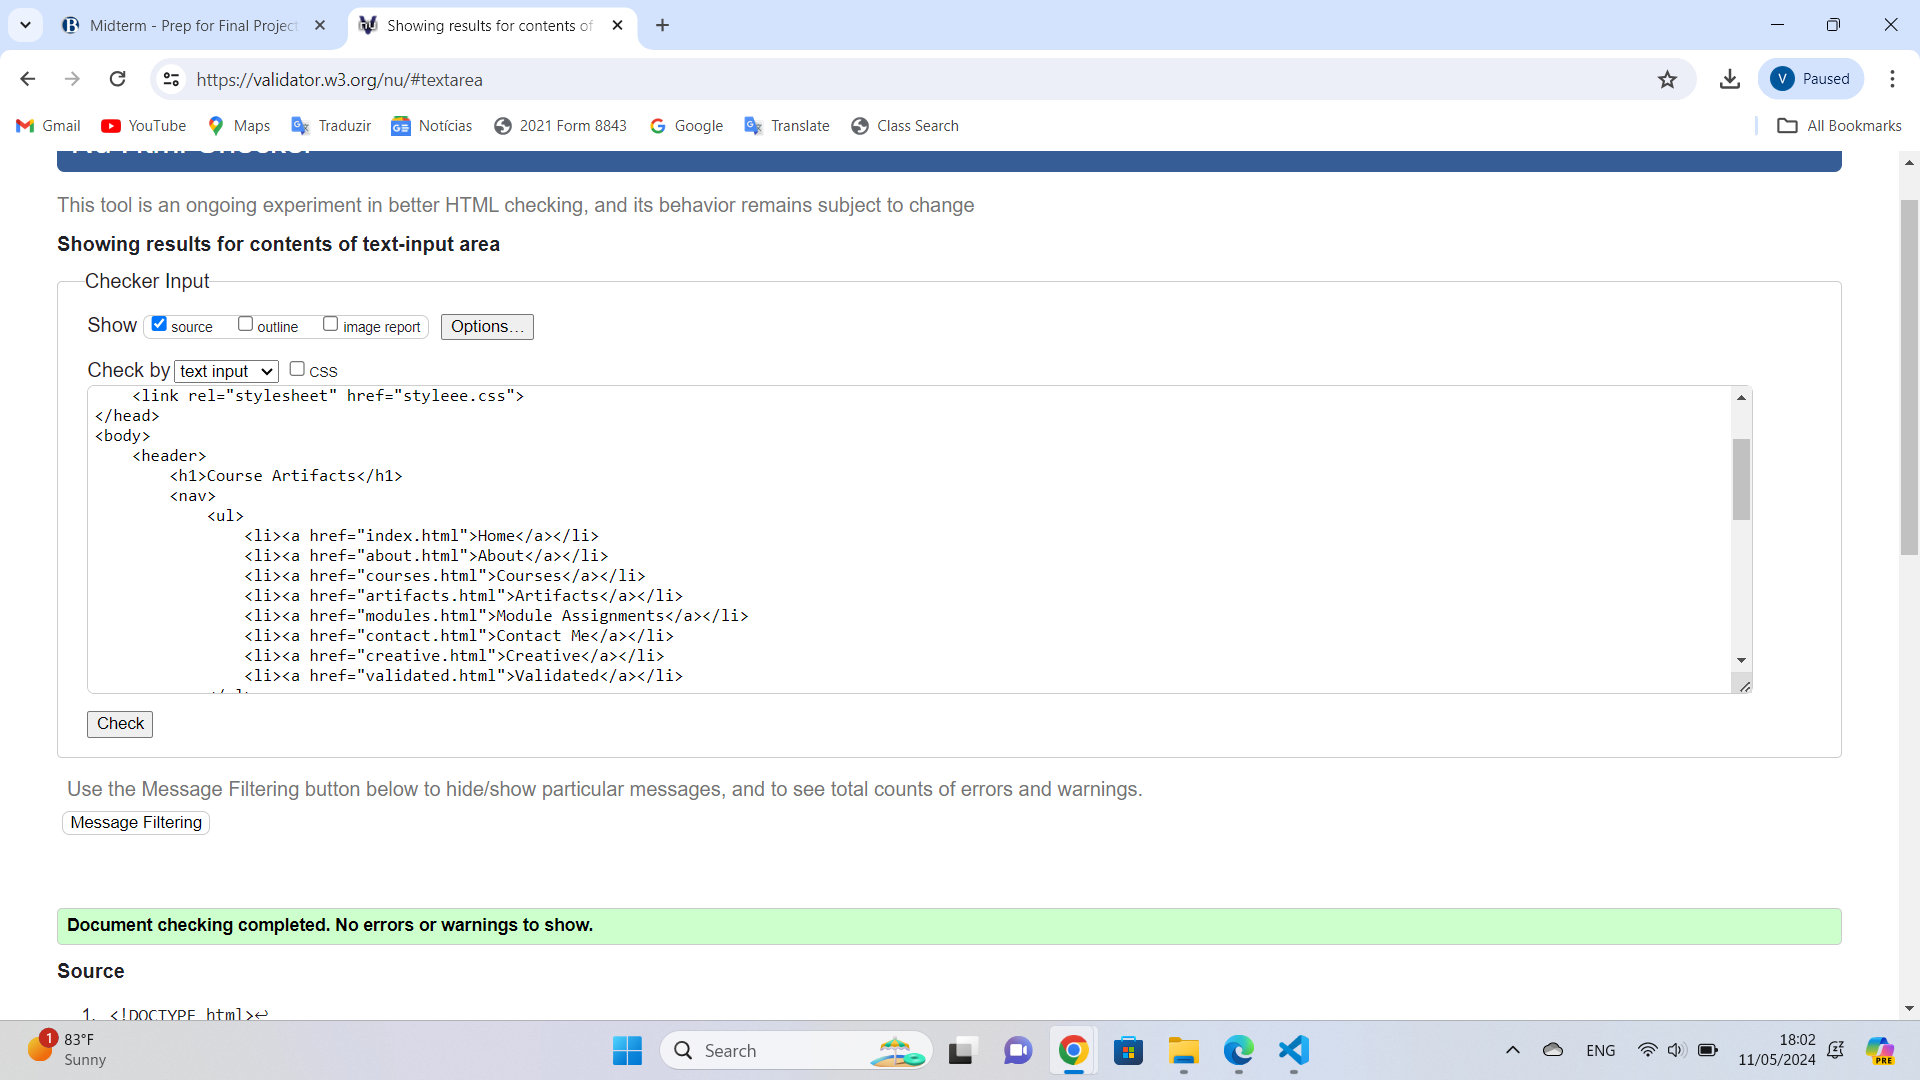 Midterm - Prep for Final Project
Showing results for contents of
https://validator.w3.org/nu/#textarea
V Paused
Gmail YouTube Maps Traduzir Notícias 2021 Form 8843 Google Translate Class Search All Bookmarks
Nu Html Checker
This tool is an ongoing experiment in better HTML checking, and its behavior remains subject to change
Showing results for contents of text-input area
Checker Input
Show source outline image report Options...
Check by text input CSS
<link rel="stylesheet" href="styleee.css">
</head>
<body>
<header>
<h1>Course Artifacts</h1>
<nav>
<ul>
<li><a href="index.html">Home</a></li>
<li><a href="about.html">About</a></li>
<li><a href="courses.html">Courses</a></li>
<li><a href="artifacts.html">Artifacts</a></li>
<li><a href="modules.html">Module Assignments</a></li>
<li><a href="contact.html">Contact Me</a></li>
<li><a href="creative.html">Creative</a></li>
<li><a href="validated.html">Validated</a></li>
Check
Use the Message Filtering button below to hide/show particular messages, and to see total counts of errors and warnings.
Message Filtering
Document checking completed. No errors or warnings to show.
Source
1. <!DOCTYPE html>↩
1 83°F
Sunny
Search
ENG
18:02
11/05/2024
PRE